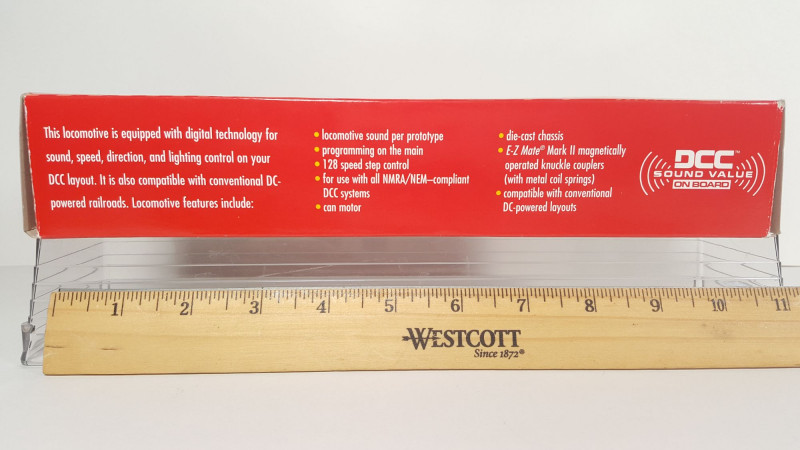 This locomotive is equipped with digital technology for
sound, speed, direction, and lighting control on your
DCC layout. It is also compatible with conventional DC-
powered railroads. Locomotive features include:
• locomotive sound per prototype
• programming on the main
• 128 speed step control
• for use with all NMRA/NEM–compliant
DCC systems
• can motor
• die-cast chassis
• E-Z Mate® Mark II magnetically
operated knuckle couplers
(with metal coil springs)
• compatible with conventional
DC-powered layouts
DCC™
SOUND VALUE
ON BOARD
1 2 3 4 5 6 7 8 9 10 11
WESTCOTT
Since 1872®